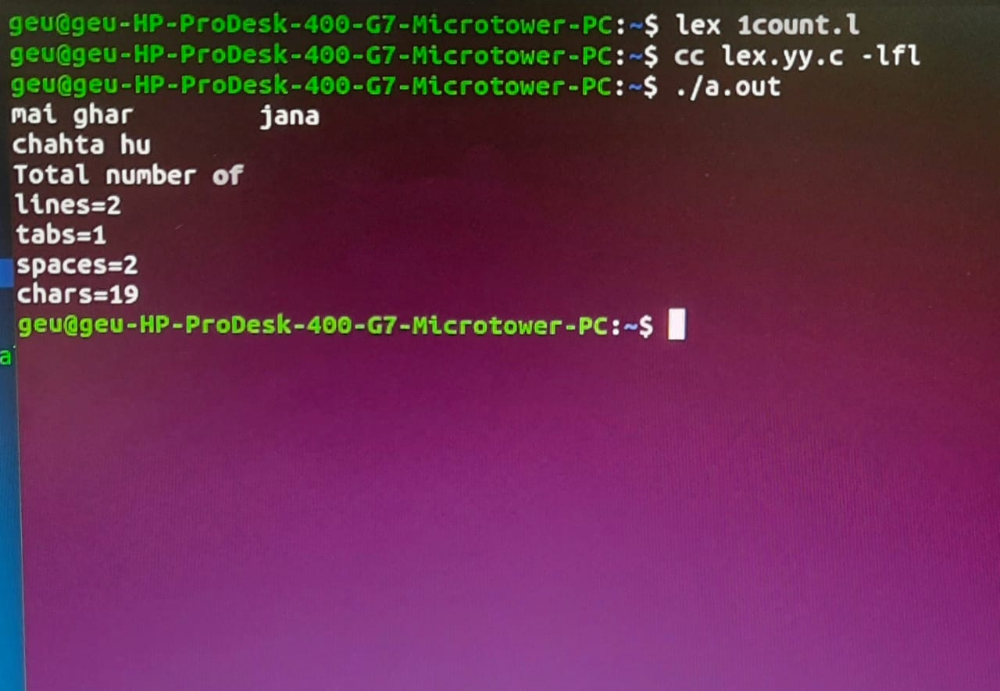 geu@geu-HP-ProDesk-400-G7-Microtower-PC:~$ lex 1count.l
geu@geu-HP-ProDesk-400-G7-Microtower-PC:~$ cc lex.yy.c -lfl
geu@geu-HP-ProDesk-400-G7-Microtower-PC:~$ ./a.out
mai ghar        jana
chahta hu
Total number of
lines=2
tabs=1
spaces=2
chars=19
geu@geu-HP-ProDesk-400-G7-Microtower-PC:~$
a